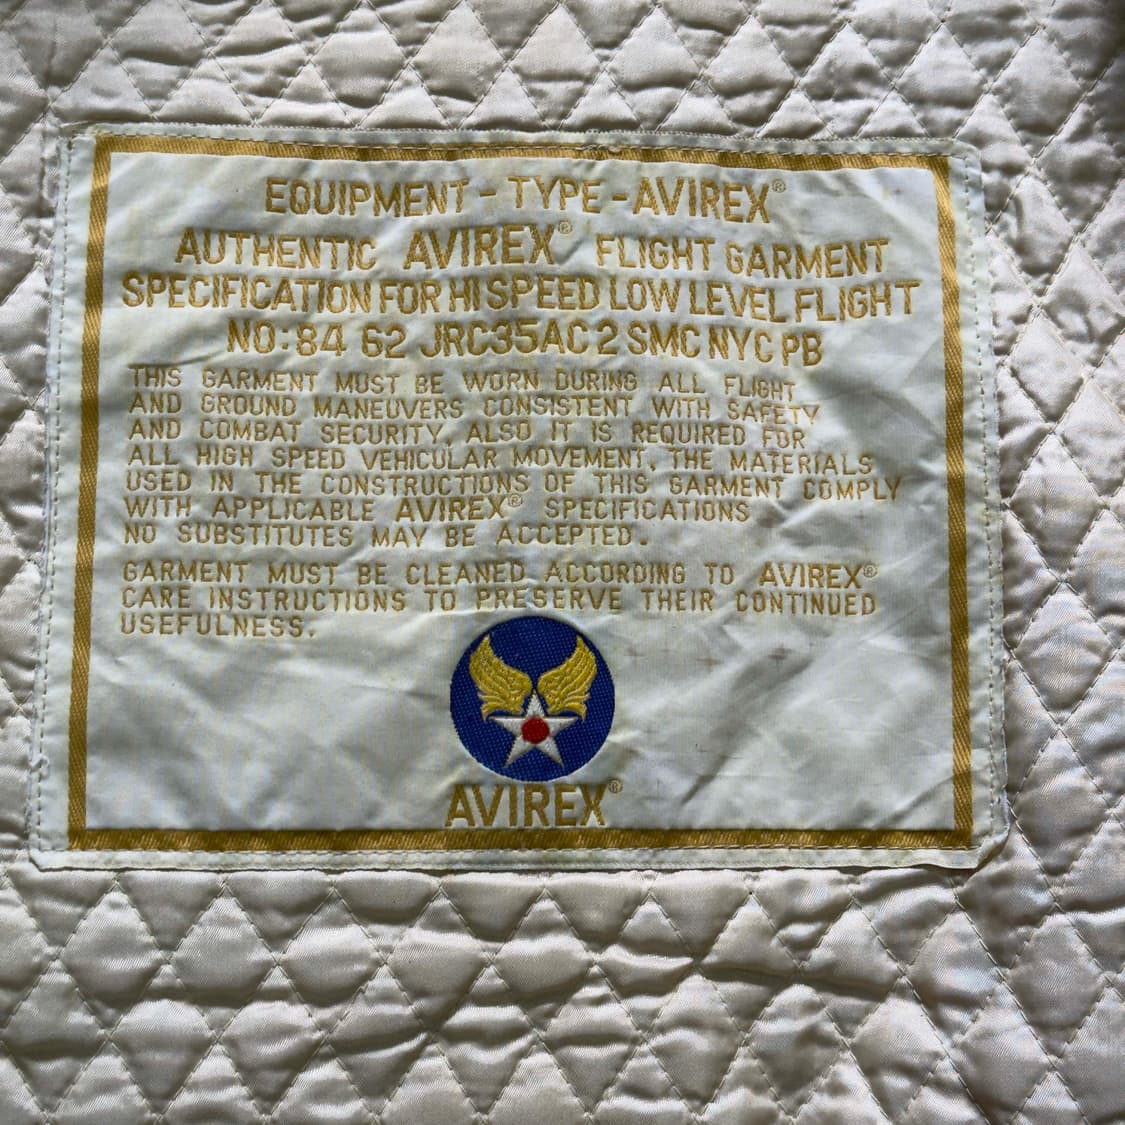 EQUIPMENT - TYPE - AVIREX®
AUTHENTIC AVIREX® FLIGHT GARMENT
SPECIFICATION FOR HI SPEED LOW LEVEL FLIGHT
NO:84 62 JRC35AC2 SMC NYC PB
THIS GARMENT MUST BE WORN DURING ALL FLIGHT
AND GROUND MANEUVERS CONSISTENT WITH SAFETY
AND COMBAT SECURITY. ALSO IT IS REQUIRED FOR
ALL HIGH SPEED VEHICULAR MOVEMENT. THE MATERIALS
USED IN THE CONSTRUCTIONS OF THIS GARMENT COMPLY
WITH APPLICABLE AVIREX® SPECIFICATIONS
NO SUBSTITUTES MAY BE ACCEPTED.
GARMENT MUST BE CLEANED ACCORDING TO AVIREX®
CARE INSTRUCTIONS TO PRESERVE THEIR CONTINUED
USEFULNESS.
AVIREX®